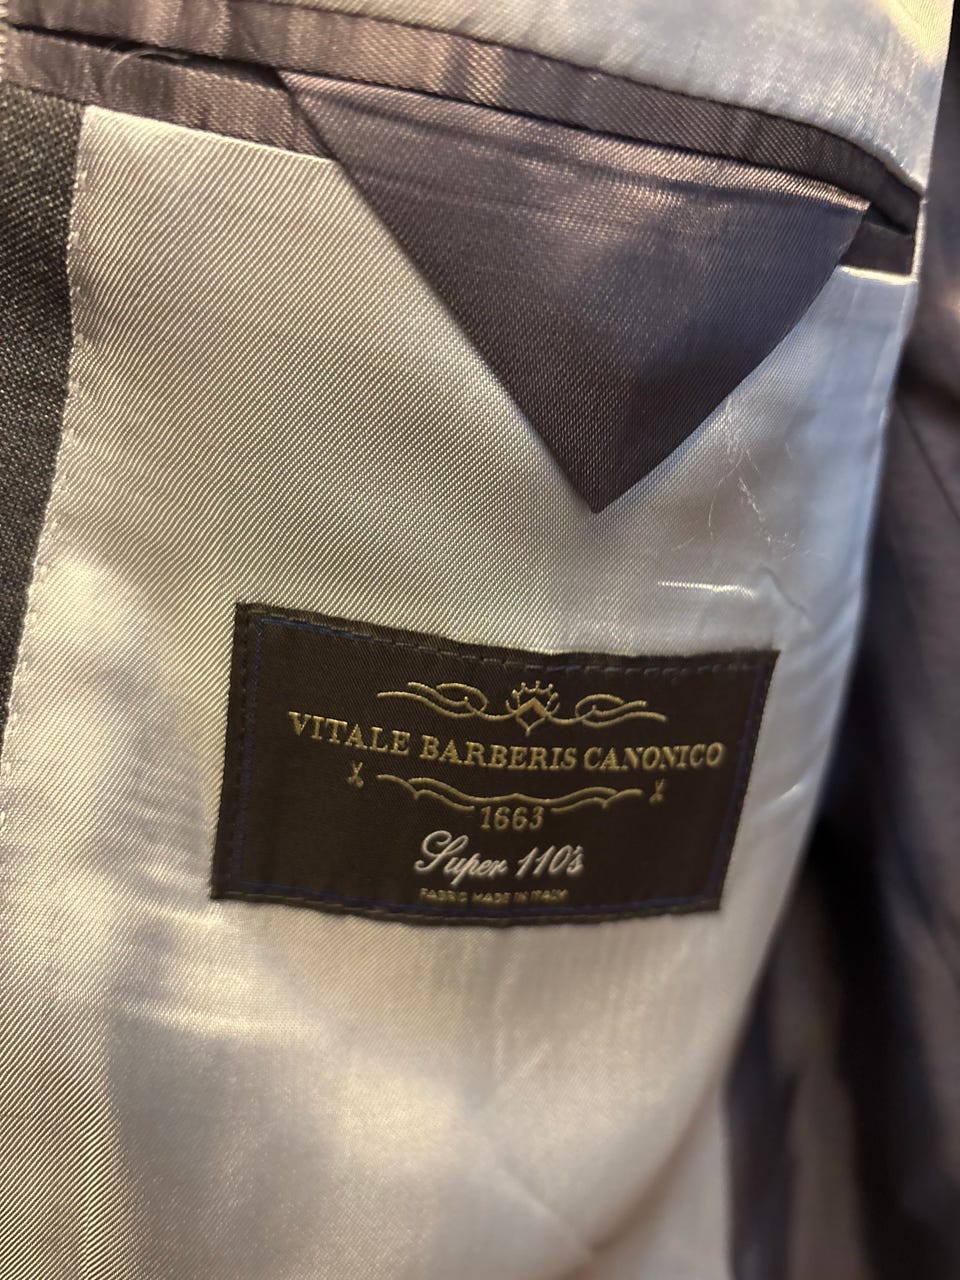 VITALE BARBERIS CANONICO
1663
Super 110's
FABRIC MADE IN ITALY